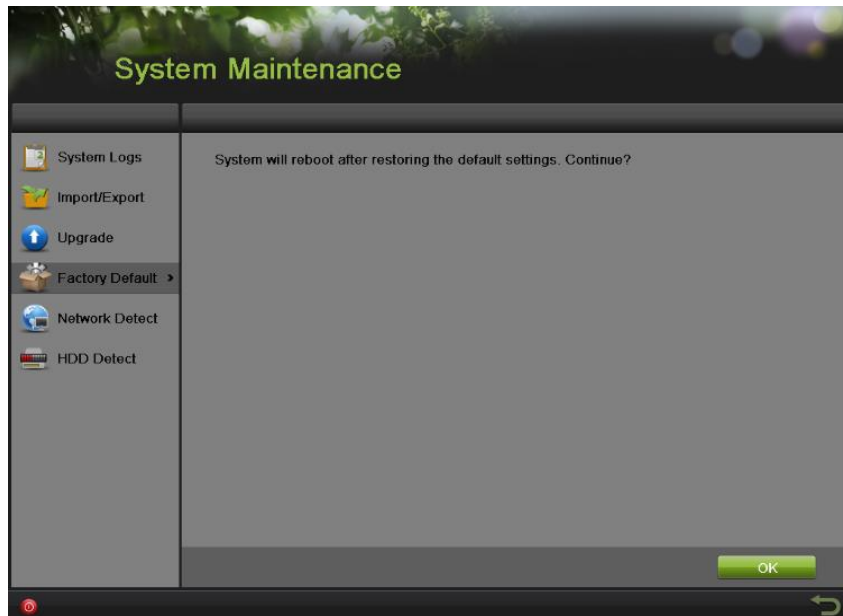 System Maintenance
System Logs
Import/Export
Upgrade
Factory Default
Network Detect
HDD Detect
System will reboot after restoring the default settings. Continue?
OK